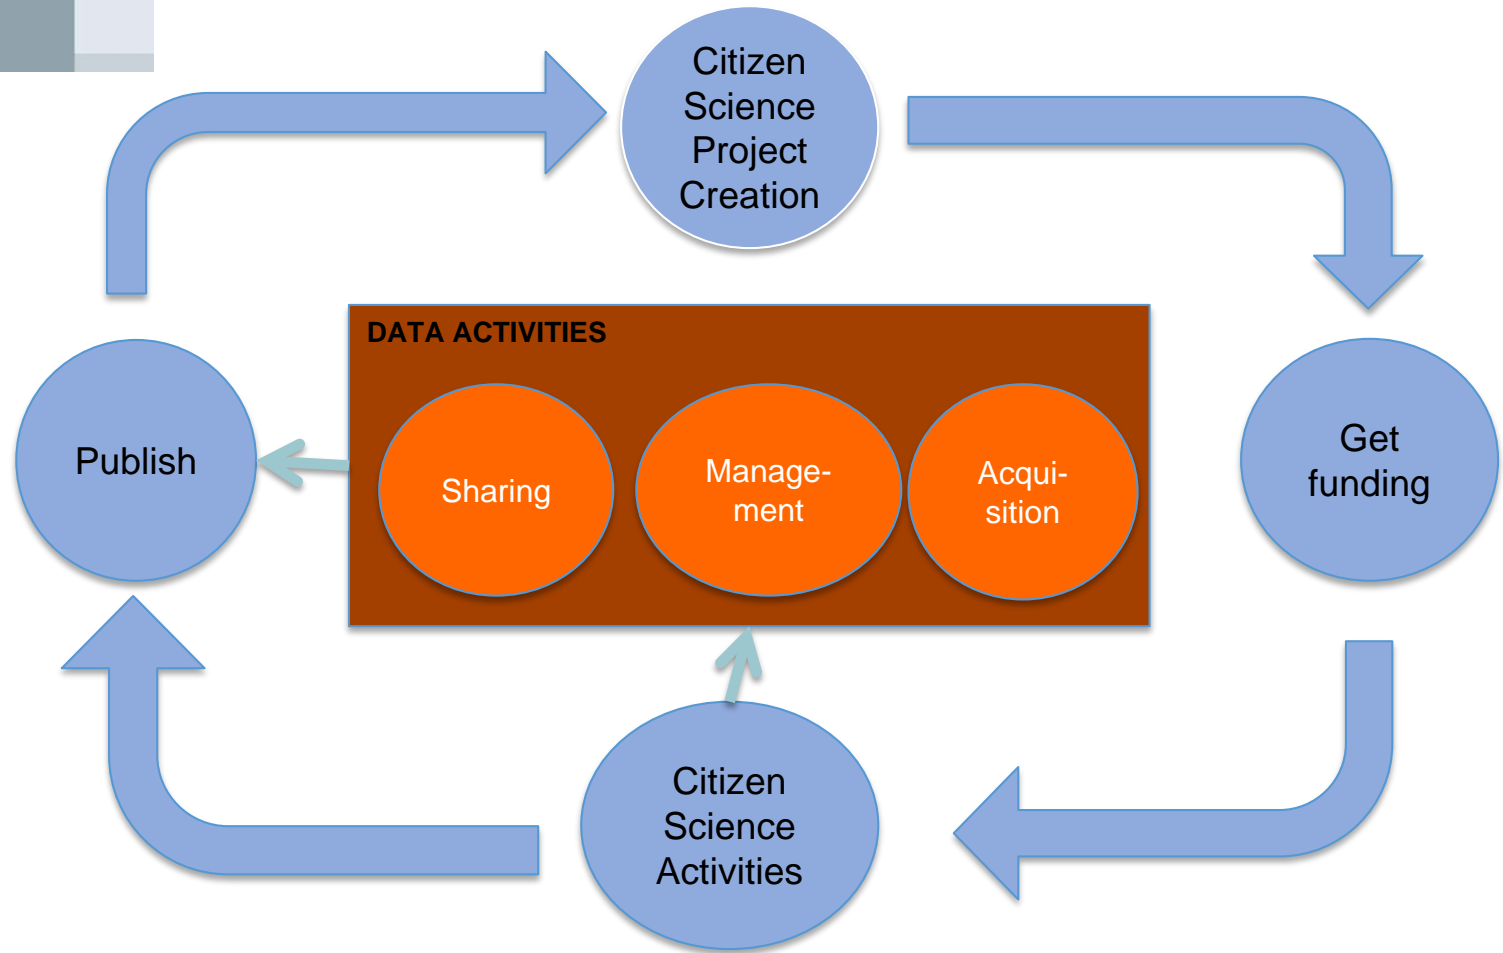 Citizen
Science
Project
Creation
DATA ACTIVITIES
Publish
Sharing
Manage-
ment
Acqui-
sition
Get
funding
Citizen
Science
Activities